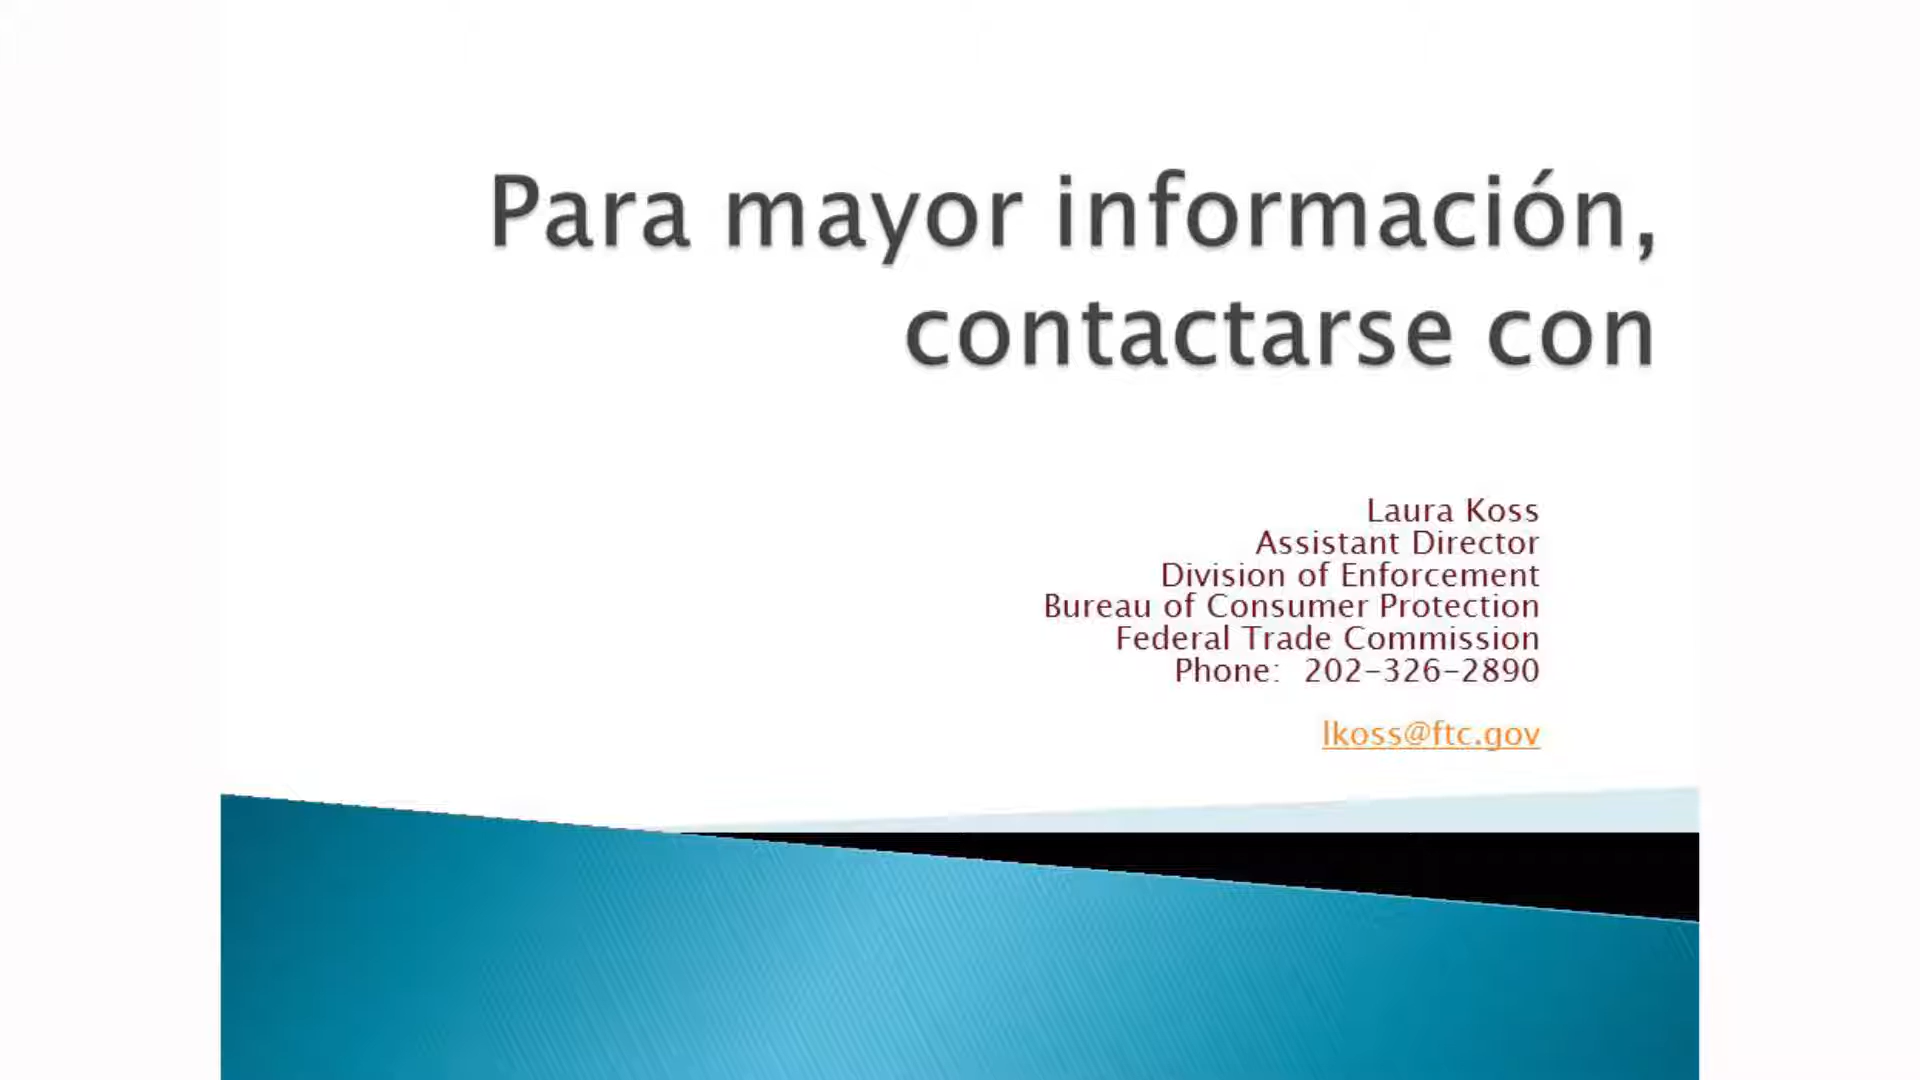 Para mayor información,
contactarse con
Laura Koss
Assistant Director
Division of Enforcement
Bureau of Consumer Protection
Federal Trade Commission
Phone:  202-326-2890
lkoss@ftc.gov